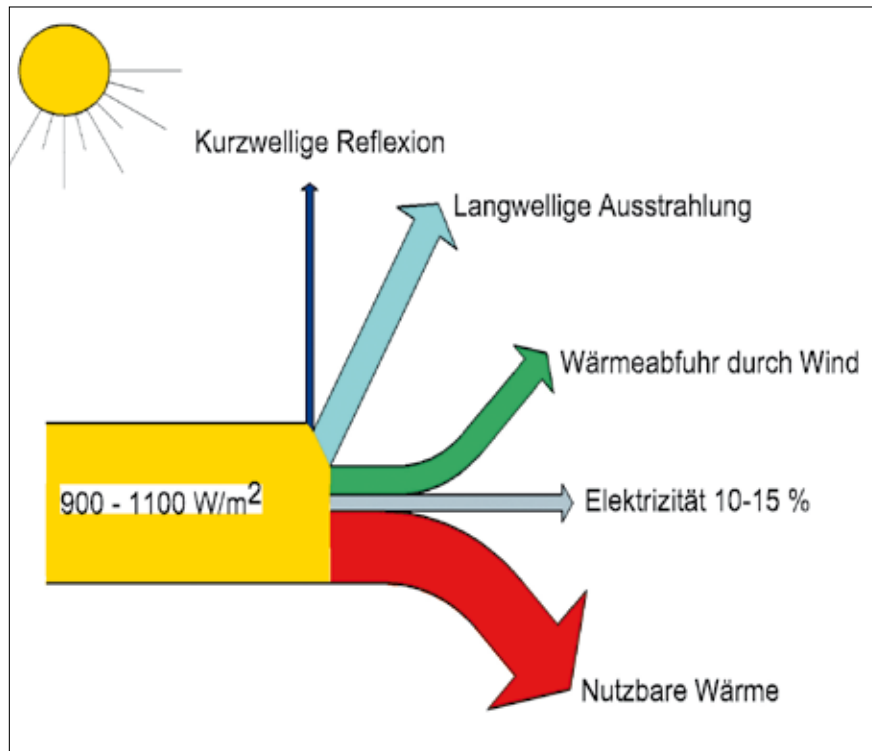 Kurzwellige Reflexion
Langwellige Ausstrahlung
Wärmeabfuhr durch Wind
900 - 1100 W/m²
Elektrizität 10-15 %
Nutzbare Wärme